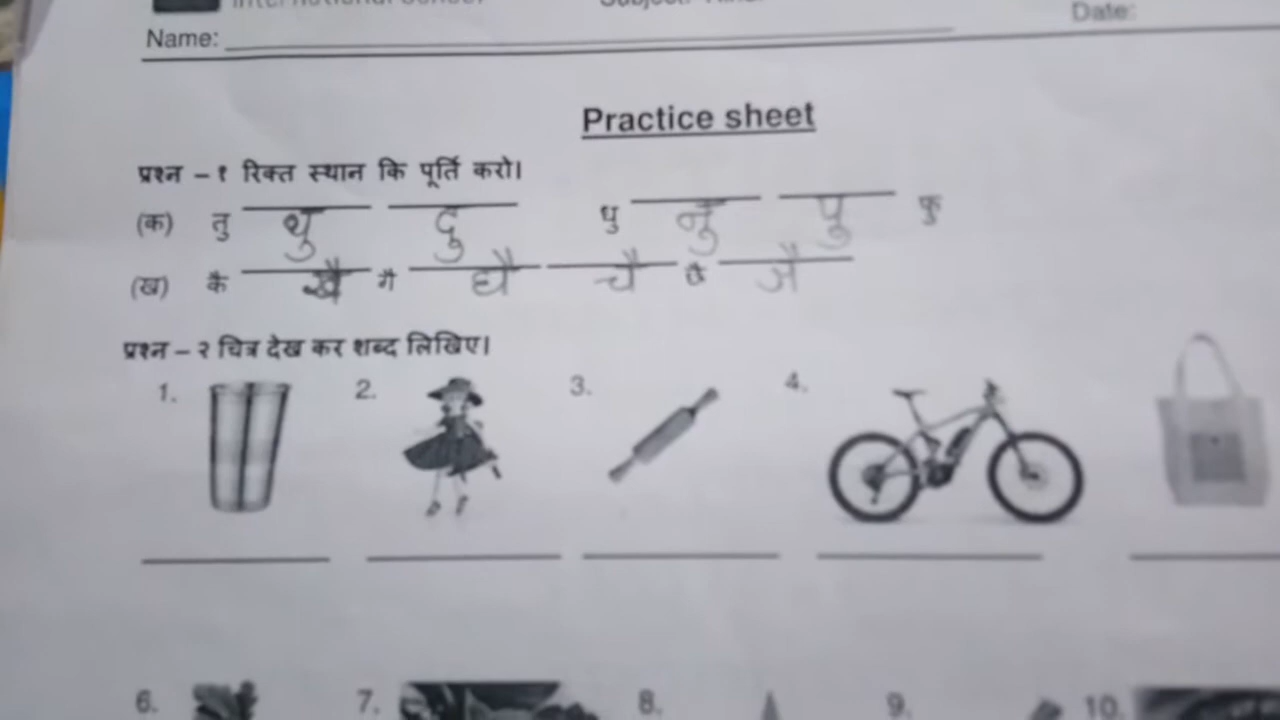 Name:
Date:
Practice sheet
प्रश्न – १ रिक्त स्थान कि पूर्ति करो।
(क) तु थु दु धु नु पु फु
(ख) कै खै गै घै चै छै जै
प्रश्न – २ चित्र देख कर शब्द लिखिए।
1. 2. 3. 4.
6. 7. 8. 9. 10.